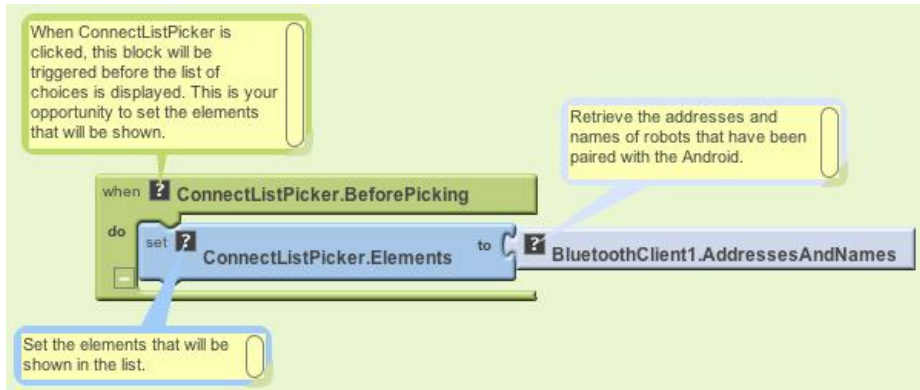 When ConnectListPicker is
clicked, this block will be
triggered before the list of
choices is displayed. This is your
opportunity to set the elements
that will be shown.
Retrieve the addresses and
names of robots that have been
paired with the Android.
when ? ConnectListPicker.BeforePicking
do set ? ConnectListPicker.Elements to ? BluetoothClient1.AddressesAndNames
Set the elements that will be
shown in the list.